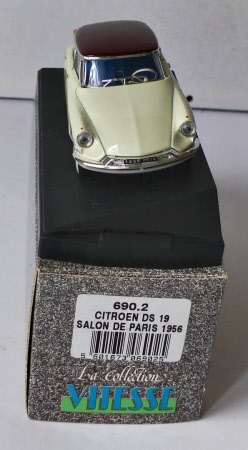 690.2
CITROEN DS 19
SALON DE PARIS 1956
La Collection
VITESSE